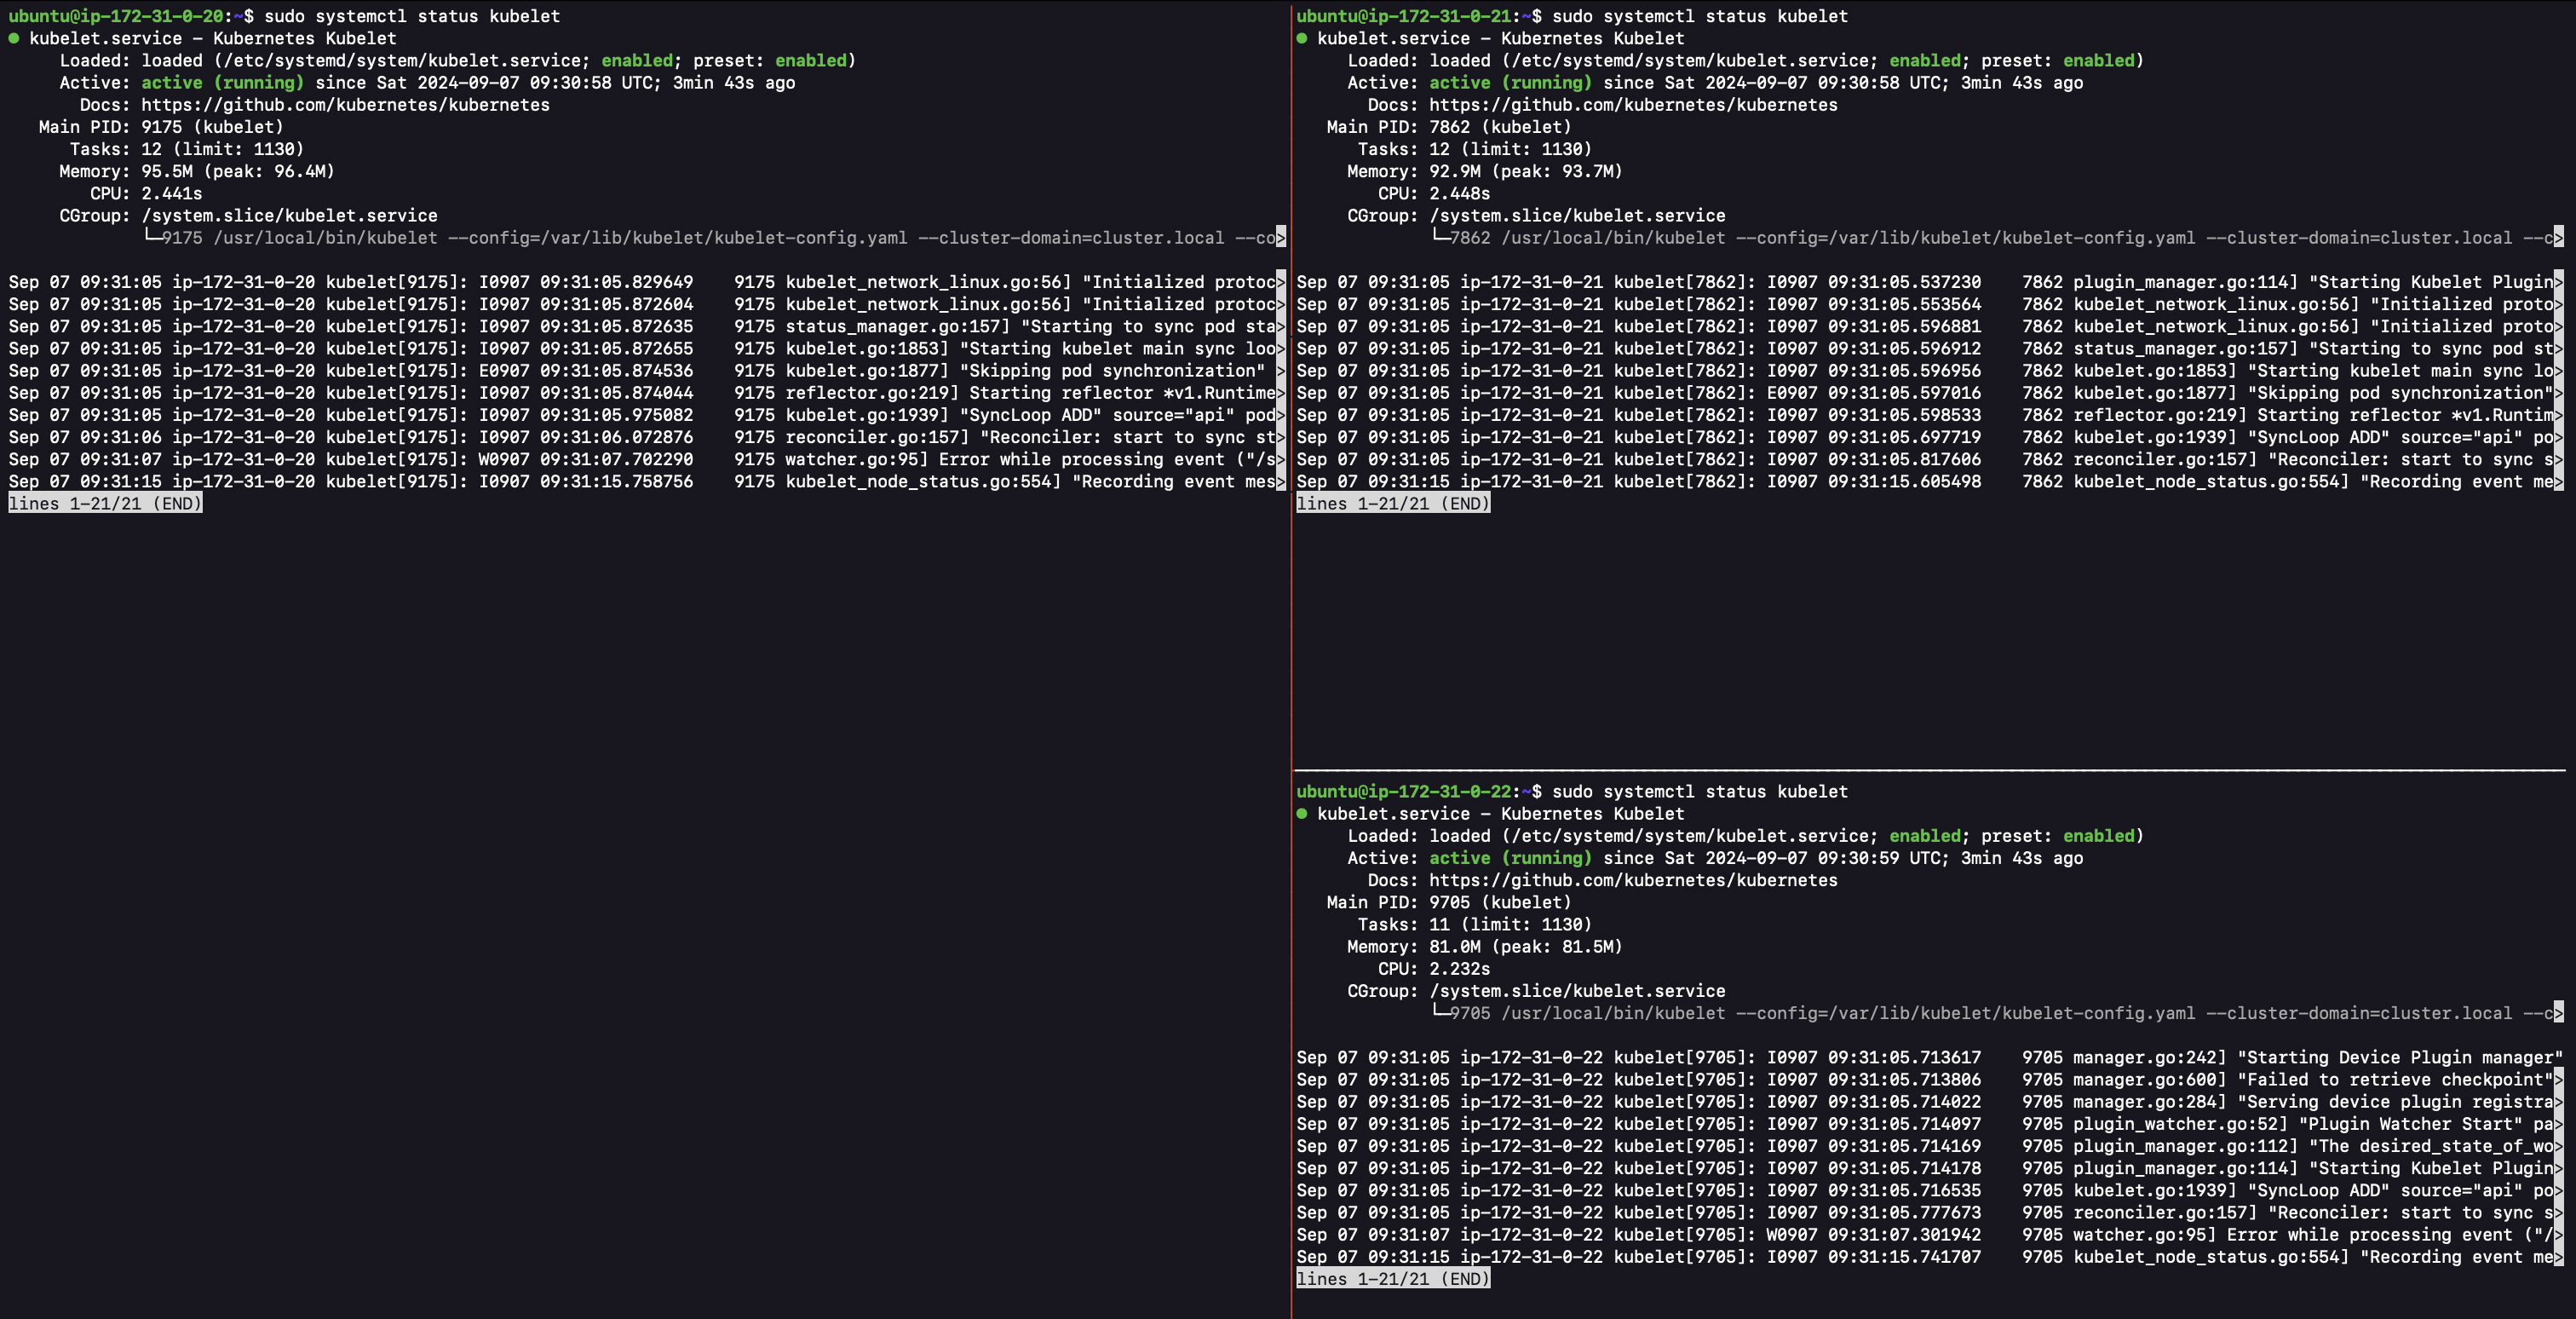 ubuntu@ip-172-31-0-20:~$ sudo systemctl status kubelet
● kubelet.service – Kubernetes Kubelet
Loaded: loaded (/etc/systemd/system/kubelet.service; enabled; preset: enabled)
Active: active (running) since Sat 2024-09-07 09:30:58 UTC; 3min 43s ago
Docs: https://github.com/kubernetes/kubernetes
Main PID: 9175 (kubelet)
Tasks: 12 (limit: 1130)
Memory: 95.5M (peak: 96.4M)
CPU: 2.441s
CGroup: /system.slice/kubelet.service
└─9175 /usr/local/bin/kubelet --config=/var/lib/kubelet/kubelet-config.yaml --cluster-domain=cluster.local --co>
Sep 07 09:31:05 ip-172-31-0-20 kubelet[9175]: I0907 09:31:05.829649 9175 kubelet_network_linux.go:56] "Initialized protoc>
Sep 07 09:31:05 ip-172-31-0-20 kubelet[9175]: I0907 09:31:05.872604 9175 kubelet_network_linux.go:56] "Initialized protoc>
Sep 07 09:31:05 ip-172-31-0-20 kubelet[9175]: I0907 09:31:05.872635 9175 status_manager.go:157] "Starting to sync pod sta>
Sep 07 09:31:05 ip-172-31-0-20 kubelet[9175]: I0907 09:31:05.872655 9175 kubelet.go:1853] "Starting kubelet main sync loo>
Sep 07 09:31:05 ip-172-31-0-20 kubelet[9175]: E0907 09:31:05.874536 9175 kubelet.go:1877] "Skipping pod synchronization" >
Sep 07 09:31:05 ip-172-31-0-20 kubelet[9175]: I0907 09:31:05.874044 9175 reflector.go:219] Starting reflector *v1.Runtime>
Sep 07 09:31:05 ip-172-31-0-20 kubelet[9175]: I0907 09:31:05.975082 9175 kubelet.go:1939] "SyncLoop ADD" source="api" pod>
Sep 07 09:31:06 ip-172-31-0-20 kubelet[9175]: I0907 09:31:06.072876 9175 reconciler.go:157] "Reconciler: start to sync st>
Sep 07 09:31:07 ip-172-31-0-20 kubelet[9175]: W0907 09:31:07.702290 9175 watcher.go:95] Error while processing event ("/s>
Sep 07 09:31:15 ip-172-31-0-20 kubelet[9175]: I0907 09:31:15.758756 9175 kubelet_node_status.go:554] "Recording event mes>
lines 1-21/21 (END)
ubuntu@ip-172-31-0-21:~$ sudo systemctl status kubelet
● kubelet.service – Kubernetes Kubelet
Loaded: loaded (/etc/systemd/system/kubelet.service; enabled; preset: enabled)
Active: active (running) since Sat 2024-09-07 09:30:58 UTC; 3min 43s ago
Docs: https://github.com/kubernetes/kubernetes
Main PID: 7862 (kubelet)
Tasks: 12 (limit: 1130)
Memory: 92.9M (peak: 93.7M)
CPU: 2.448s
CGroup: /system.slice/kubelet.service
└─7862 /usr/local/bin/kubelet --config=/var/lib/kubelet/kubelet-config.yaml --cluster-domain=cluster.local --c>
Sep 07 09:31:05 ip-172-31-0-21 kubelet[7862]: I0907 09:31:05.537230 7862 plugin_manager.go:114] "Starting Kubelet Plugin>
Sep 07 09:31:05 ip-172-31-0-21 kubelet[7862]: I0907 09:31:05.553564 7862 kubelet_network_linux.go:56] "Initialized proto>
Sep 07 09:31:05 ip-172-31-0-21 kubelet[7862]: I0907 09:31:05.596881 7862 kubelet_network_linux.go:56] "Initialized proto>
Sep 07 09:31:05 ip-172-31-0-21 kubelet[7862]: I0907 09:31:05.596912 7862 status_manager.go:157] "Starting to sync pod st>
Sep 07 09:31:05 ip-172-31-0-21 kubelet[7862]: I0907 09:31:05.596956 7862 kubelet.go:1853] "Starting kubelet main sync lo>
Sep 07 09:31:05 ip-172-31-0-21 kubelet[7862]: E0907 09:31:05.597016 7862 kubelet.go:1877] "Skipping pod synchronization">
Sep 07 09:31:05 ip-172-31-0-21 kubelet[7862]: I0907 09:31:05.598533 7862 reflector.go:219] Starting reflector *v1.Runtim>
Sep 07 09:31:05 ip-172-31-0-21 kubelet[7862]: I0907 09:31:05.697719 7862 kubelet.go:1939] "SyncLoop ADD" source="api" po>
Sep 07 09:31:05 ip-172-31-0-21 kubelet[7862]: I0907 09:31:05.817606 7862 reconciler.go:157] "Reconciler: start to sync s>
Sep 07 09:31:15 ip-172-31-0-21 kubelet[7862]: I0907 09:31:15.605498 7862 kubelet_node_status.go:554] "Recording event me>
lines 1-21/21 (END)
ubuntu@ip-172-31-0-22:~$ sudo systemctl status kubelet
● kubelet.service – Kubernetes Kubelet
Loaded: loaded (/etc/systemd/system/kubelet.service; enabled; preset: enabled)
Active: active (running) since Sat 2024-09-07 09:30:59 UTC; 3min 43s ago
Docs: https://github.com/kubernetes/kubernetes
Main PID: 9705 (kubelet)
Tasks: 11 (limit: 1130)
Memory: 81.0M (peak: 81.5M)
CPU: 2.232s
CGroup: /system.slice/kubelet.service
└─9705 /usr/local/bin/kubelet --config=/var/lib/kubelet/kubelet-config.yaml --cluster-domain=cluster.local --c>
Sep 07 09:31:05 ip-172-31-0-22 kubelet[9705]: I0907 09:31:05.713617 9705 manager.go:242] "Starting Device Plugin manager"
Sep 07 09:31:05 ip-172-31-0-22 kubelet[9705]: I0907 09:31:05.713806 9705 manager.go:600] "Failed to retrieve checkpoint">
Sep 07 09:31:05 ip-172-31-0-22 kubelet[9705]: I0907 09:31:05.714022 9705 manager.go:284] "Serving device plugin registra>
Sep 07 09:31:05 ip-172-31-0-22 kubelet[9705]: I0907 09:31:05.714097 9705 plugin_watcher.go:52] "Plugin Watcher Start" pa>
Sep 07 09:31:05 ip-172-31-0-22 kubelet[9705]: I0907 09:31:05.714169 9705 plugin_manager.go:112] "The desired_state_of_wo>
Sep 07 09:31:05 ip-172-31-0-22 kubelet[9705]: I0907 09:31:05.714178 9705 plugin_manager.go:114] "Starting Kubelet Plugin>
Sep 07 09:31:05 ip-172-31-0-22 kubelet[9705]: I0907 09:31:05.716535 9705 kubelet.go:1939] "SyncLoop ADD" source="api" po>
Sep 07 09:31:05 ip-172-31-0-22 kubelet[9705]: I0907 09:31:05.777673 9705 reconciler.go:157] "Reconciler: start to sync s>
Sep 07 09:31:07 ip-172-31-0-22 kubelet[9705]: W0907 09:31:07.301942 9705 watcher.go:95] Error while processing event ("/>
Sep 07 09:31:15 ip-172-31-0-22 kubelet[9705]: I0907 09:31:15.741707 9705 kubelet_node_status.go:554] "Recording event me>
lines 1-21/21 (END)